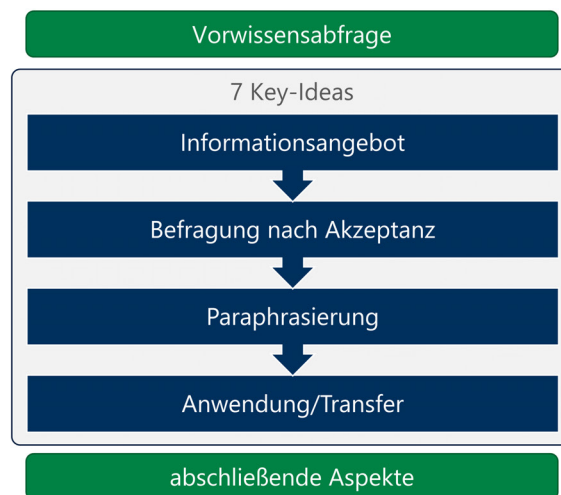 Vorwissensabfrage
7 Key-Ideas
Informationsangebot
Befragung nach Akzeptanz
Paraphrasierung
Anwendung/Transfer
abschließende Aspekte